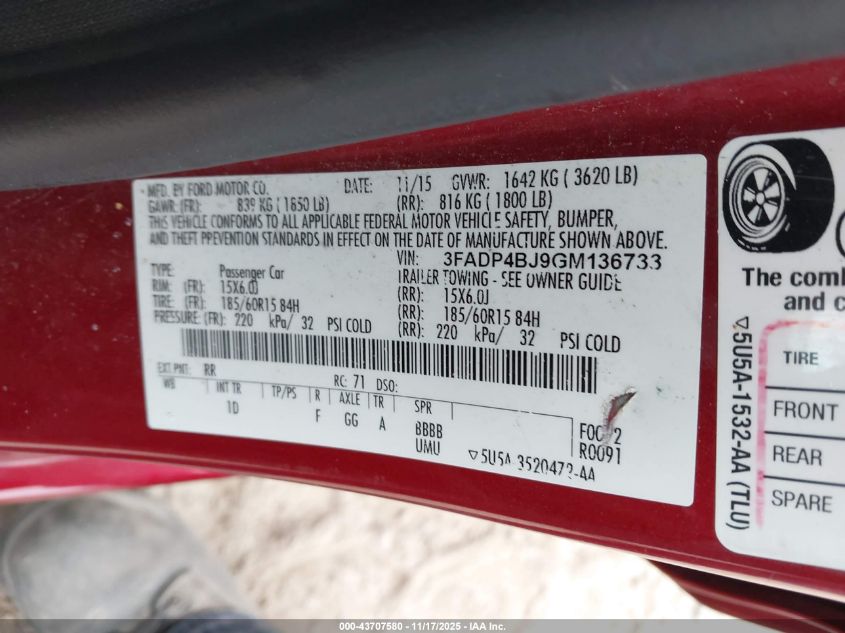 MFD. BY FORD MOTOR CO. DATE: 11/15 GVWR: 1642 KG ( 3620 LB)
GAWR: (FR): 839 KG ( 1850 LB) (RR): 816 KG ( 1800 LB)
THIS VEHICLE CONFORMS TO ALL APPLICABLE FEDERAL MOTOR VEHICLE SAFETY, BUMPER,
AND THEFT PREVENTION STANDARDS IN EFFECT ON THE DATE OF MANUFACTURE SHOWN ABOVE.
VIN: 3FADP4BJ9GM136733
TYPE: Passenger Car TRAILER TOWING - SEE OWNER GUIDE
RIM: (FR): 15X6.0J (RR): 15X6.0J
TIRE: (FR): 185/60R15 84H (RR): 185/60R15 84H
PRESSURE: (FR): 220 kPa/ 32 PSI COLD (RR): 220 kPa/ 32 PSI COLD
EXT PNT: RR RC: 71 DSO:
WB INT TR TP/PS R AXLE TR SPR
1D F GG A BBBB
UMU
R0091
▽5U5A-3520472-AA
The comb
and c
TIRE
FRONT
REAR
SPARE
▽5U5A-1532-AA (TLU)
000-43707580 - 11/17/2025 - IAA Inc.